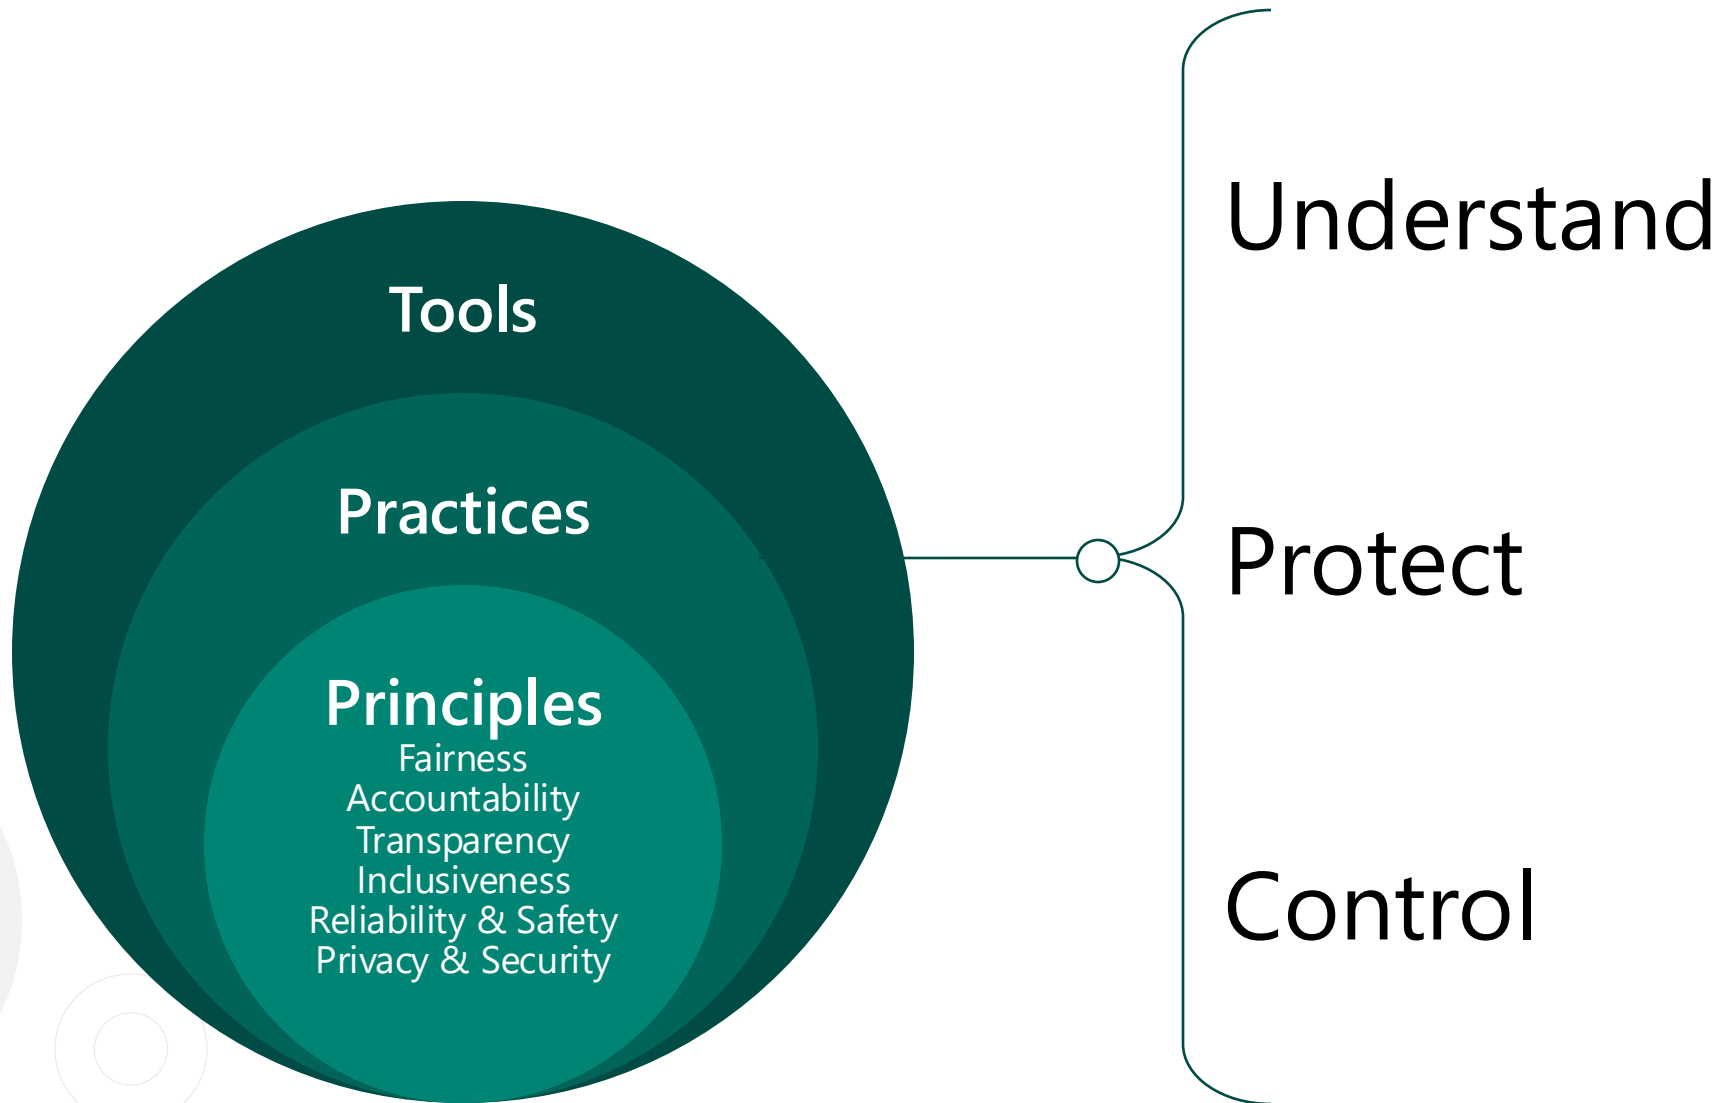 Tools
Practices
Principles
Fairness
Accountability
Transparency
Inclusiveness
Reliability & Safety
Privacy & Security
Understand
Protect
Control